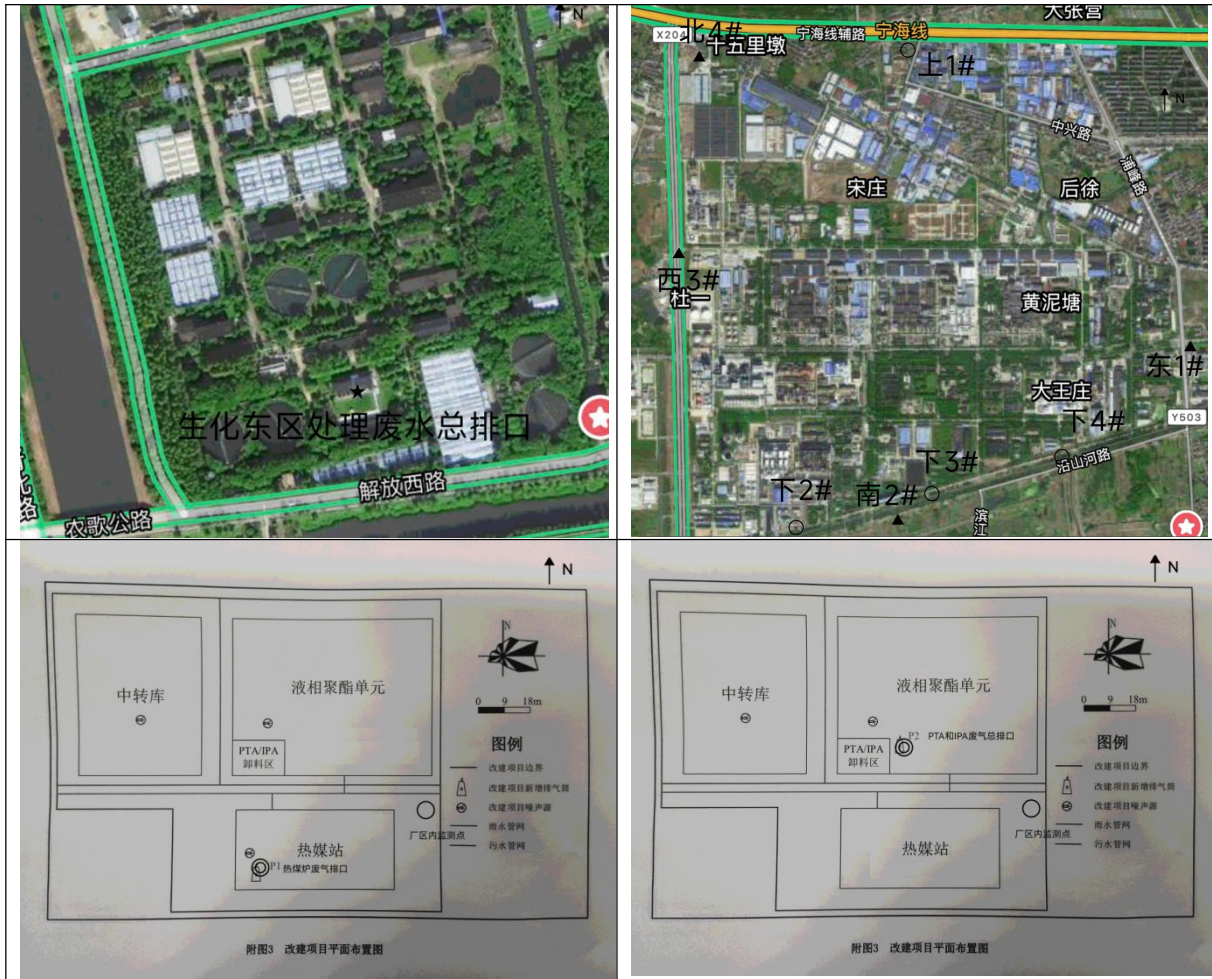 N
生化东区处理废水总排口
解放西路
农歌公路
北路
大张营
X204
北4#
十五里墩
宁海线辅路
宁海线
上1#
N
中兴路
浦峰路
宋庄
后徐
西3#
杜一
黄泥塘
东1#
大王庄
下4#
Y503
下3#
沿山河路
下2#
南2#
滨江
N
N
中转库
液相聚酯单元
0 9 18m
PTA/IPA
卸料区
图例
改建项目边界
改建项目新增排气筒
改建项目噪声源
雨水管网
污水管网
厂区内监测点
热媒站
P1 热煤炉废气排口
附图3 改建项目平面布置图
N
N
中转库
液相聚酯单元
0 9 18m
P2 PTA和IPA废气总排口
PTA/IPA
卸料区
图例
改建项目边界
改建项目新增排气筒
改建项目噪声源
雨水管网
污水管网
厂区内监测点
热媒站
附图3 改建项目平面布置图